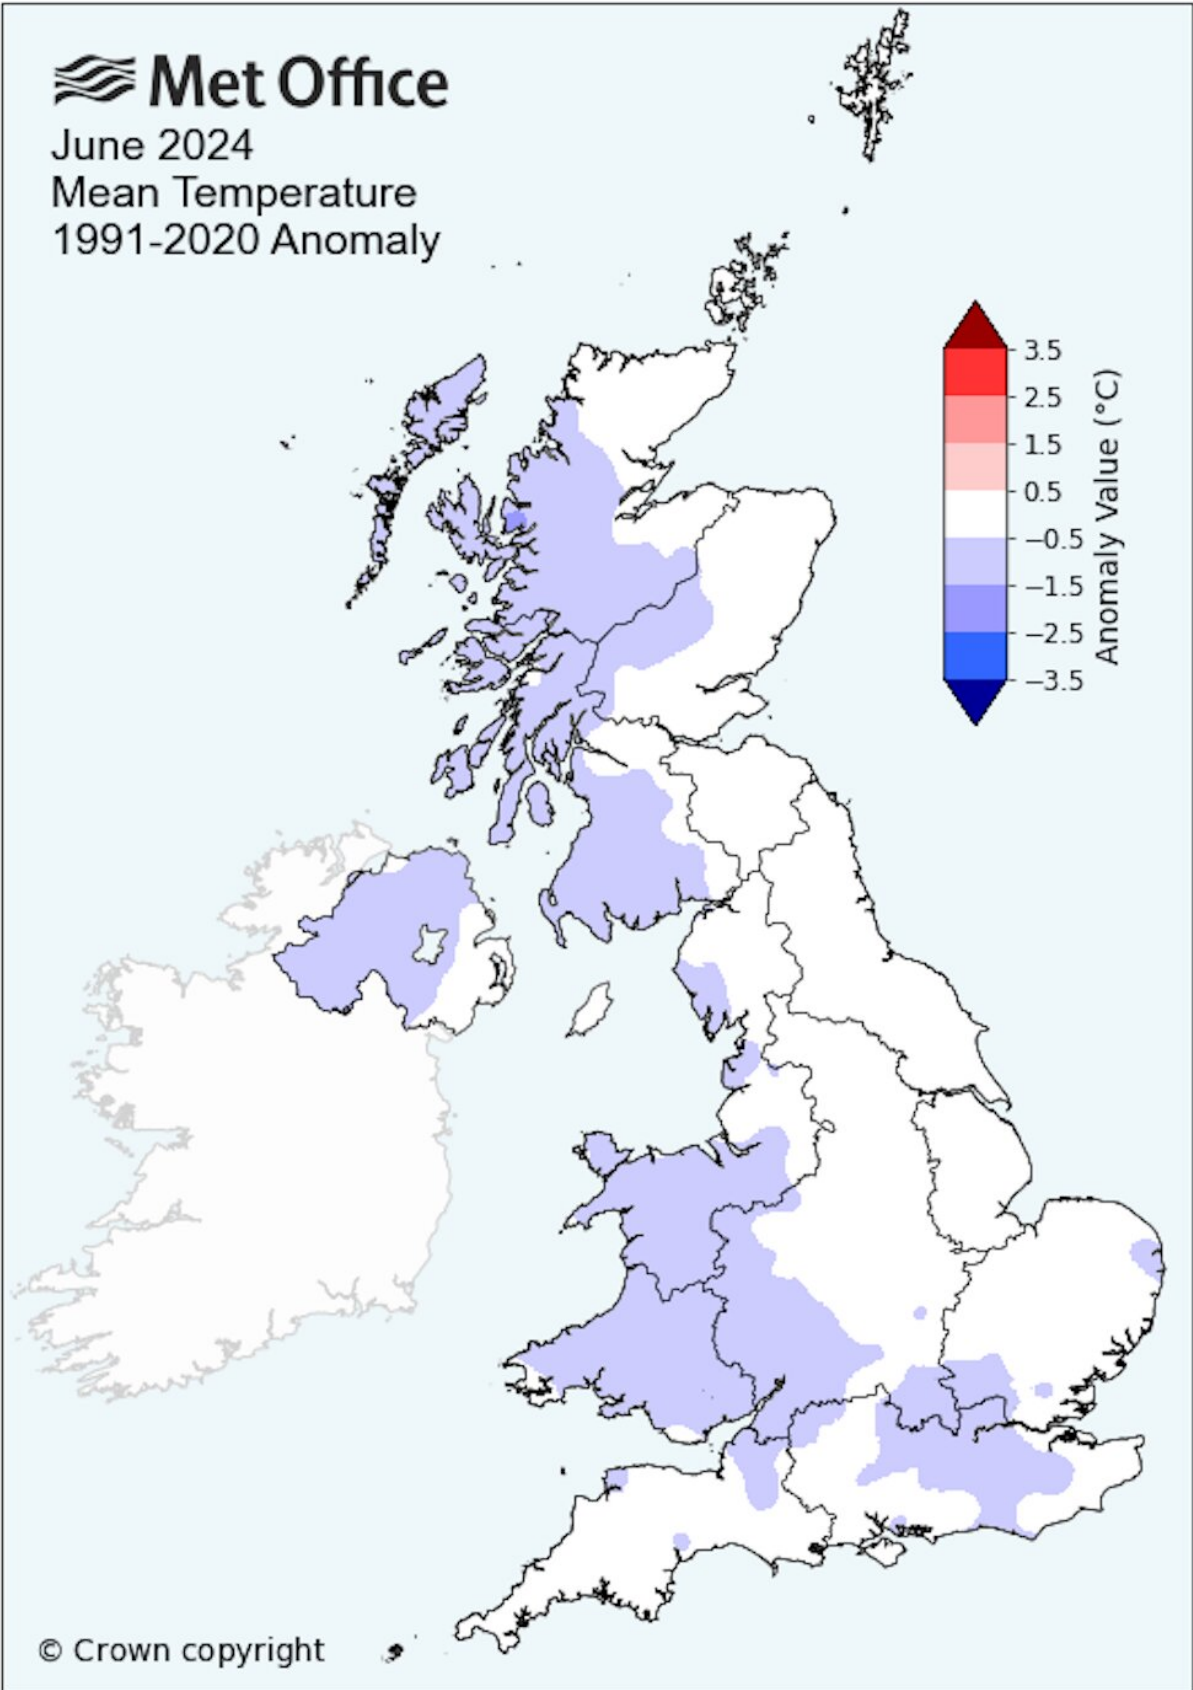 Met Office
June 2024
Mean Temperature
1991-2020 Anomaly
3.5
2.5
1.5
0.5
−0.5
−1.5
−2.5
−3.5
Anomaly Value (°C)
© Crown copyright